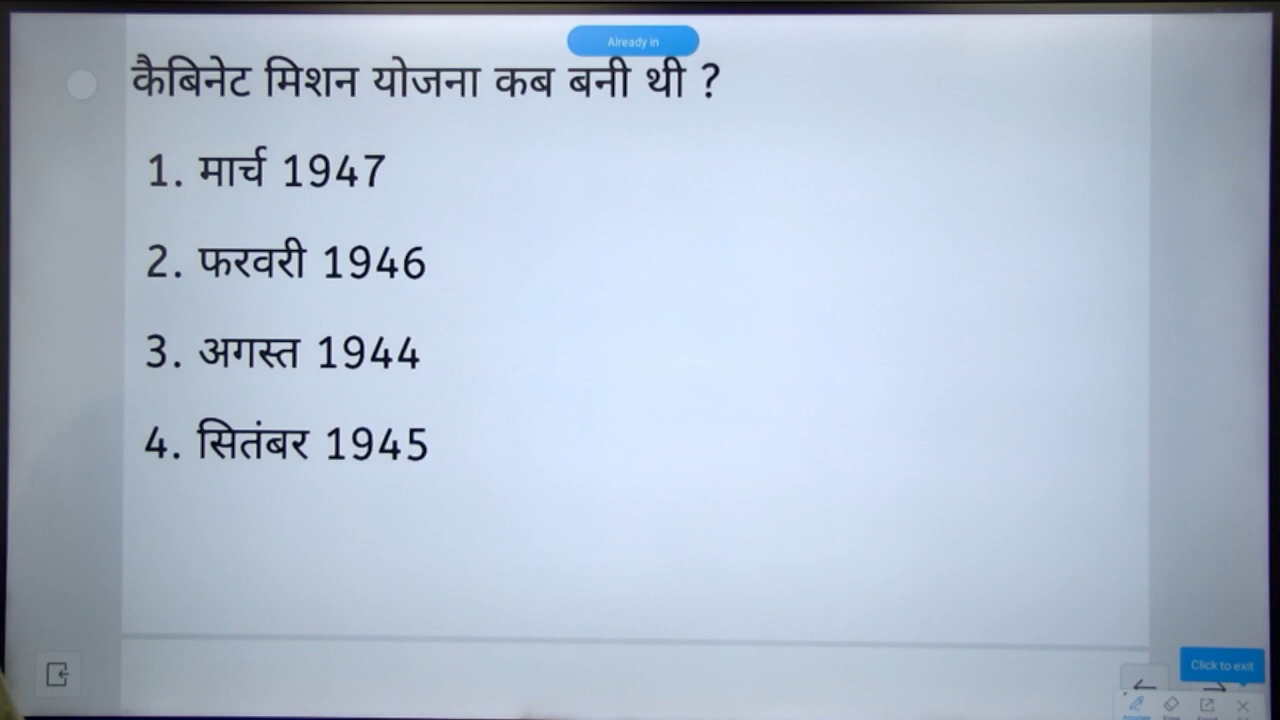 Already in
कैबिनेट मिशन योजना कब बनी थी ?
1. मार्च 1947
2. फरवरी 1946
3. अगस्त 1944
4. सितंबर 1945
Click to exit